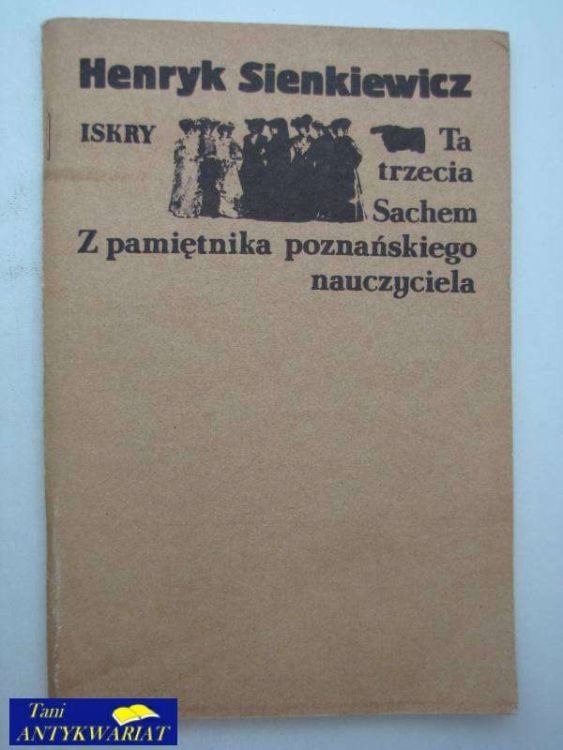 Henryk Sienkiewicz
ISKRY
Ta
trzecia
Sachem
Z pamiętnika poznańskiego
nauczyciela
Tani
ANTYKWARIAT